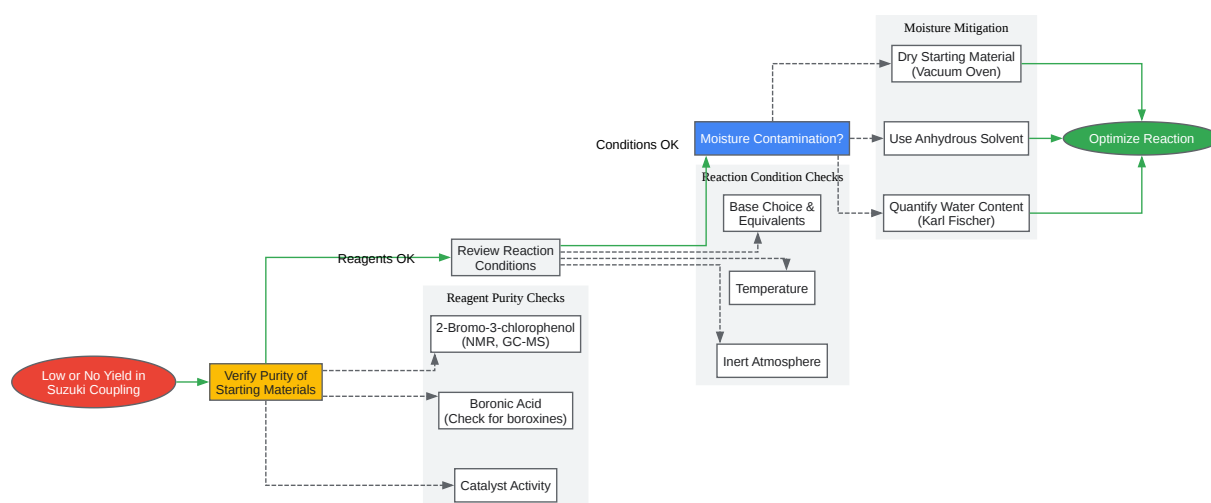 Low or No Yield in
Suzuki Coupling
Verify Purity of
Starting Materials
Reagents OK
Reagent Purity Checks
2-Bromo-3-chlorophenol
(NMR, GC-MS)
Boronic Acid
(Check for boroxines)
Catalyst Activity
Review Reaction
Conditions
Conditions OK
Reaction Condition Checks
Base Choice &
Equivalents
Temperature
Inert Atmosphere
Moisture Contamination?
Moisture Mitigation
Dry Starting Material
(Vacuum Oven)
Use Anhydrous Solvent
Quantify Water Content
(Karl Fischer)
Optimize Reaction